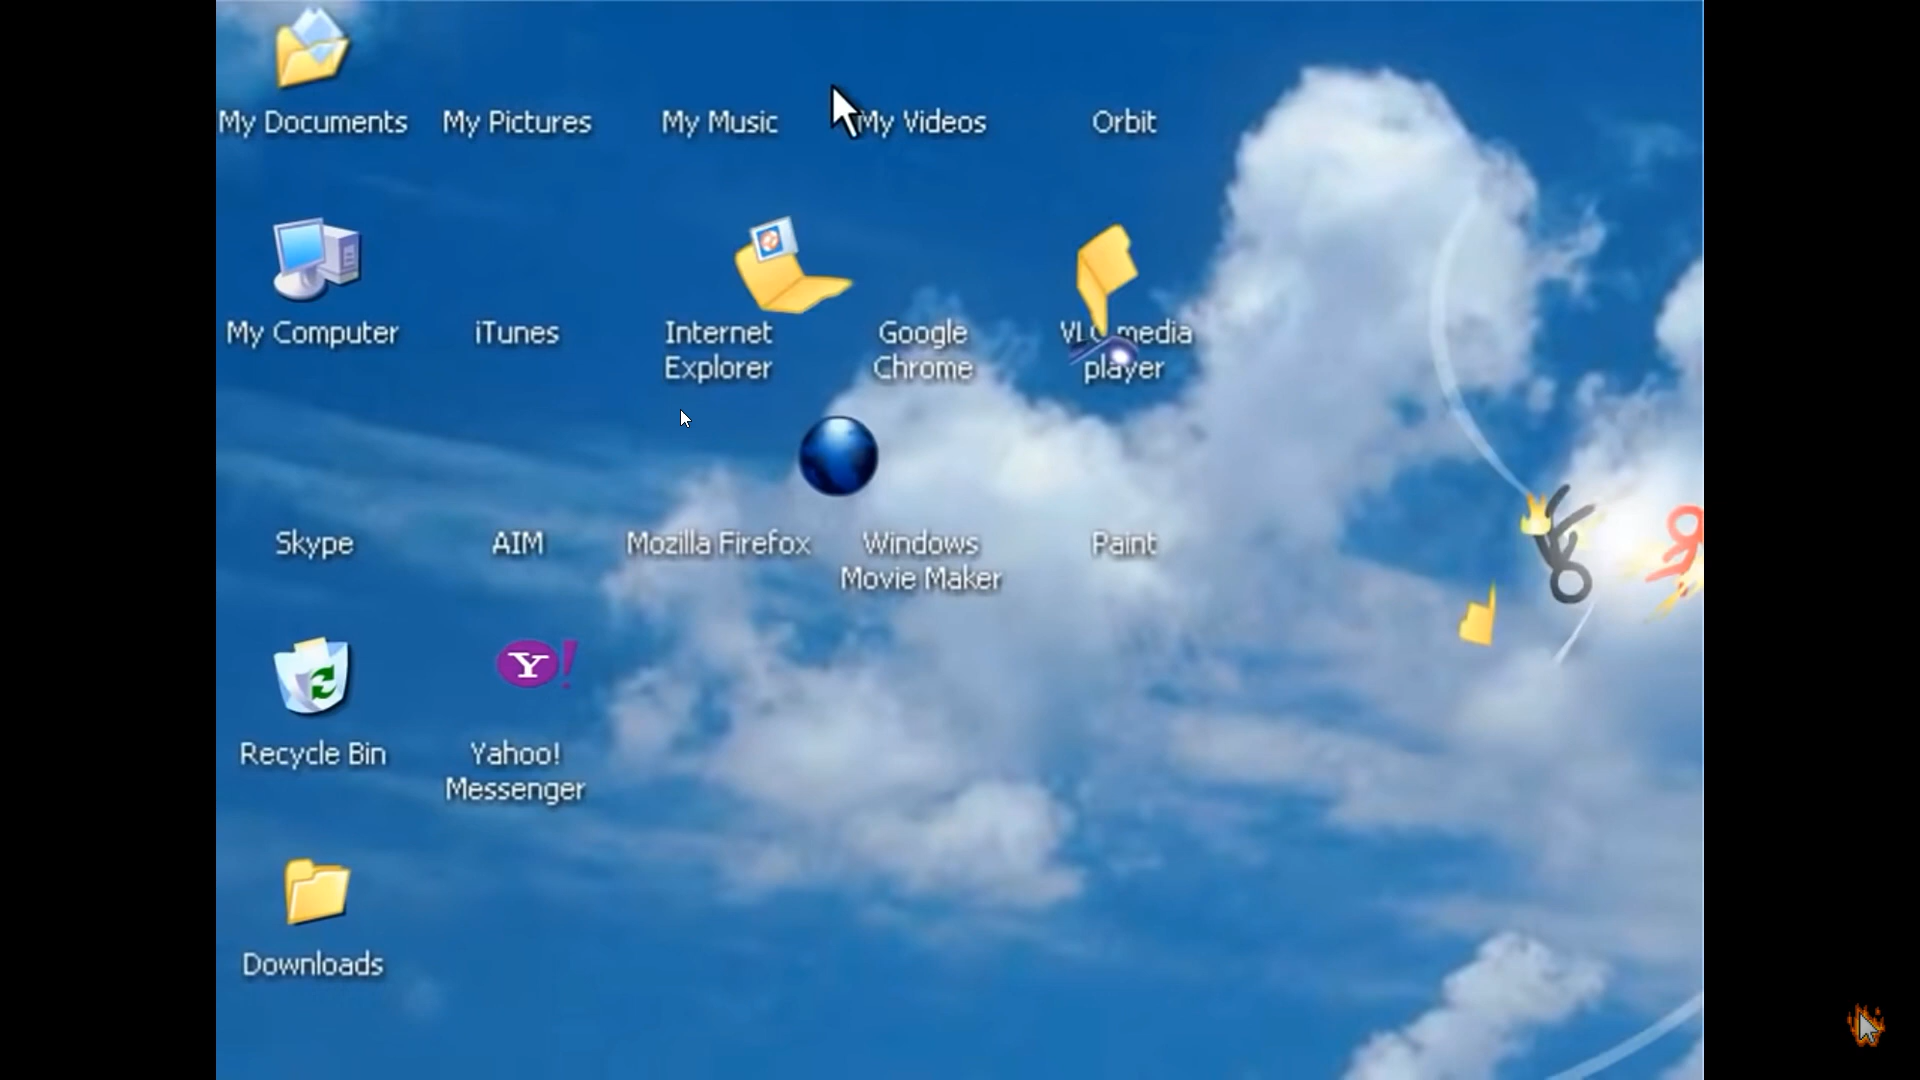 My Documents My Pictures My Music My Videos Orbit
My Computer iTunes Internet Google VLC media
Explorer Chrome player
Skype AIM Mozilla Firefox Windows Paint
Movie Maker
Y!
Recycle Bin Yahoo!
Messenger
Downloads